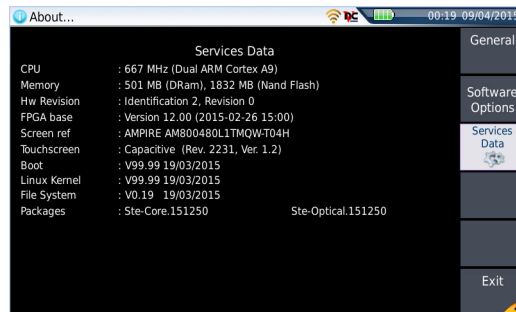 About...
00:19 09/04/2015
Services Data
CPU : 667 MHz (Dual ARM Cortex A9)
Memory : 501 MB (DRam), 1832 MB (Nand Flash)
Hw Revision : Identification 2, Revision 0
FPGA base : Version 12.00 (2015-02-26 15:00)
Screen ref : AMPIRE AM800480L1TMQW-T04H
Touchscreen : Capacitive (Rev. 2231, Ver. 1.2)
Boot : V99.99 19/03/2015
Linux Kernel : V99.99 19/03/2015
File System : V0.19 19/03/2015
Packages : Ste-Core.151250 Ste-Optical.151250
General
Software
Options
Services
Data
Exit